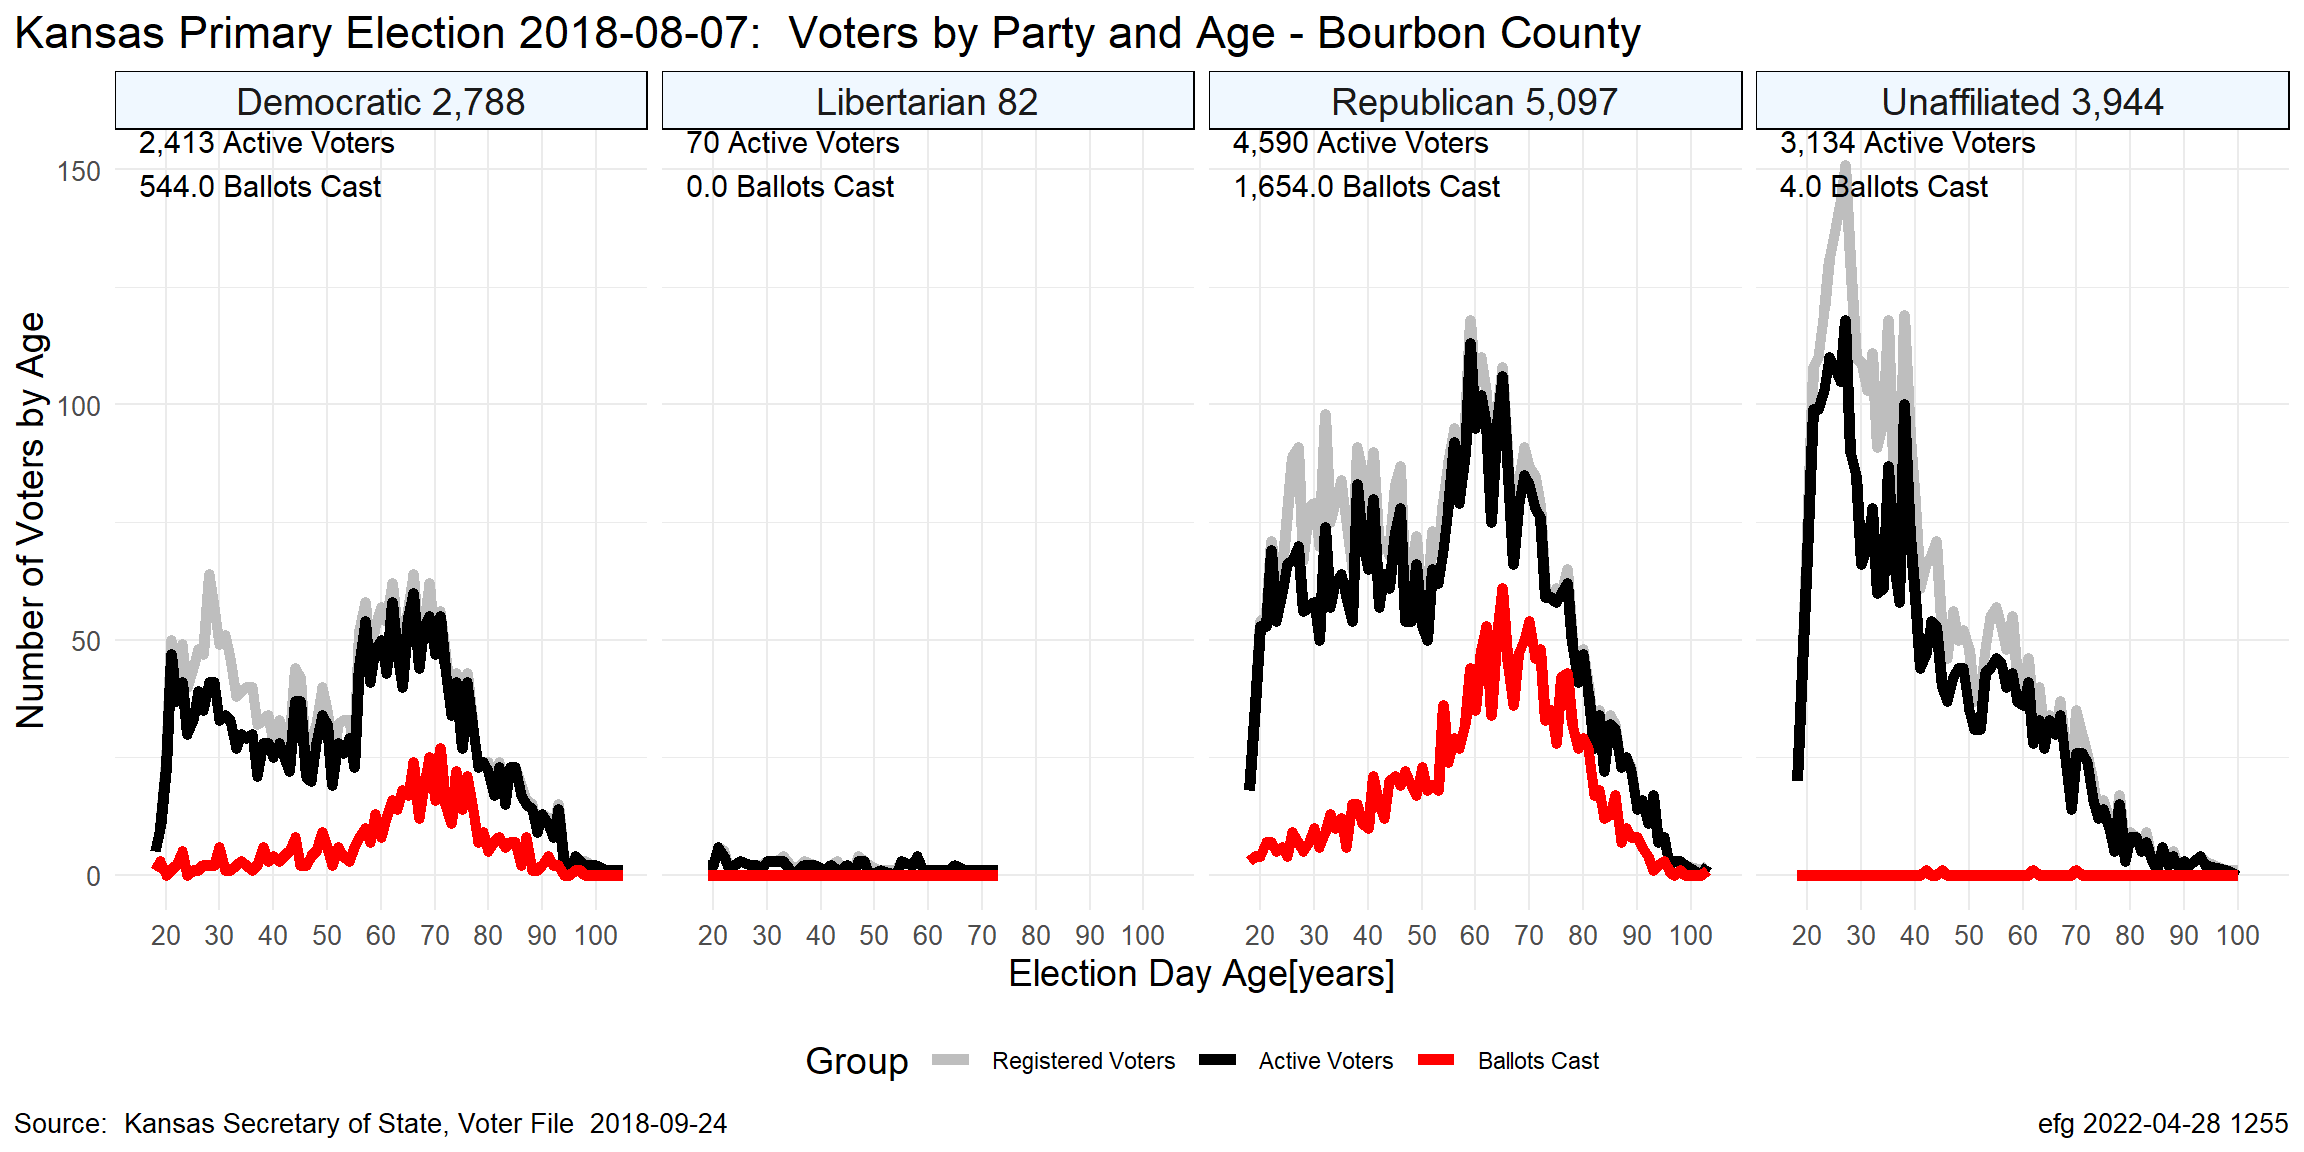 Kansas Primary Election 2018-08-07:  Voters by Party and Age - Bourbon County
Democratic 2,788
Libertarian 82
Republican 5,097
Unaffiliated 3,944
2,413 Active Voters
544.0 Ballots Cast
70 Active Voters
0.0 Ballots Cast
4,590 Active Voters
1,654.0 Ballots Cast
3,134 Active Voters
4.0 Ballots Cast
Number of Voters by Age
150
100
50
0
20 30 40 50 60 70 80 90 100
20 30 40 50 60 70 80 90 100
20 30 40 50 60 70 80 90 100
20 30 40 50 60 70 80 90 100
Election Day Age[years]
Group Registered Voters Active Voters Ballots Cast
Source:  Kansas Secretary of State, Voter File  2018-09-24
efg 2022-04-28 1255